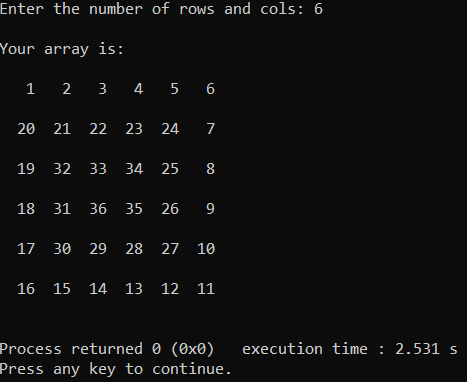 Enter the number of rows and cols: 6
Your array is:
1 2 3 4 5 6
20 21 22 23 24 7
19 32 33 34 25 8
18 31 36 35 26 9
17 30 29 28 27 10
16 15 14 13 12 11
Process returned 0 (0x0) execution time : 2.531 s
Press any key to continue.